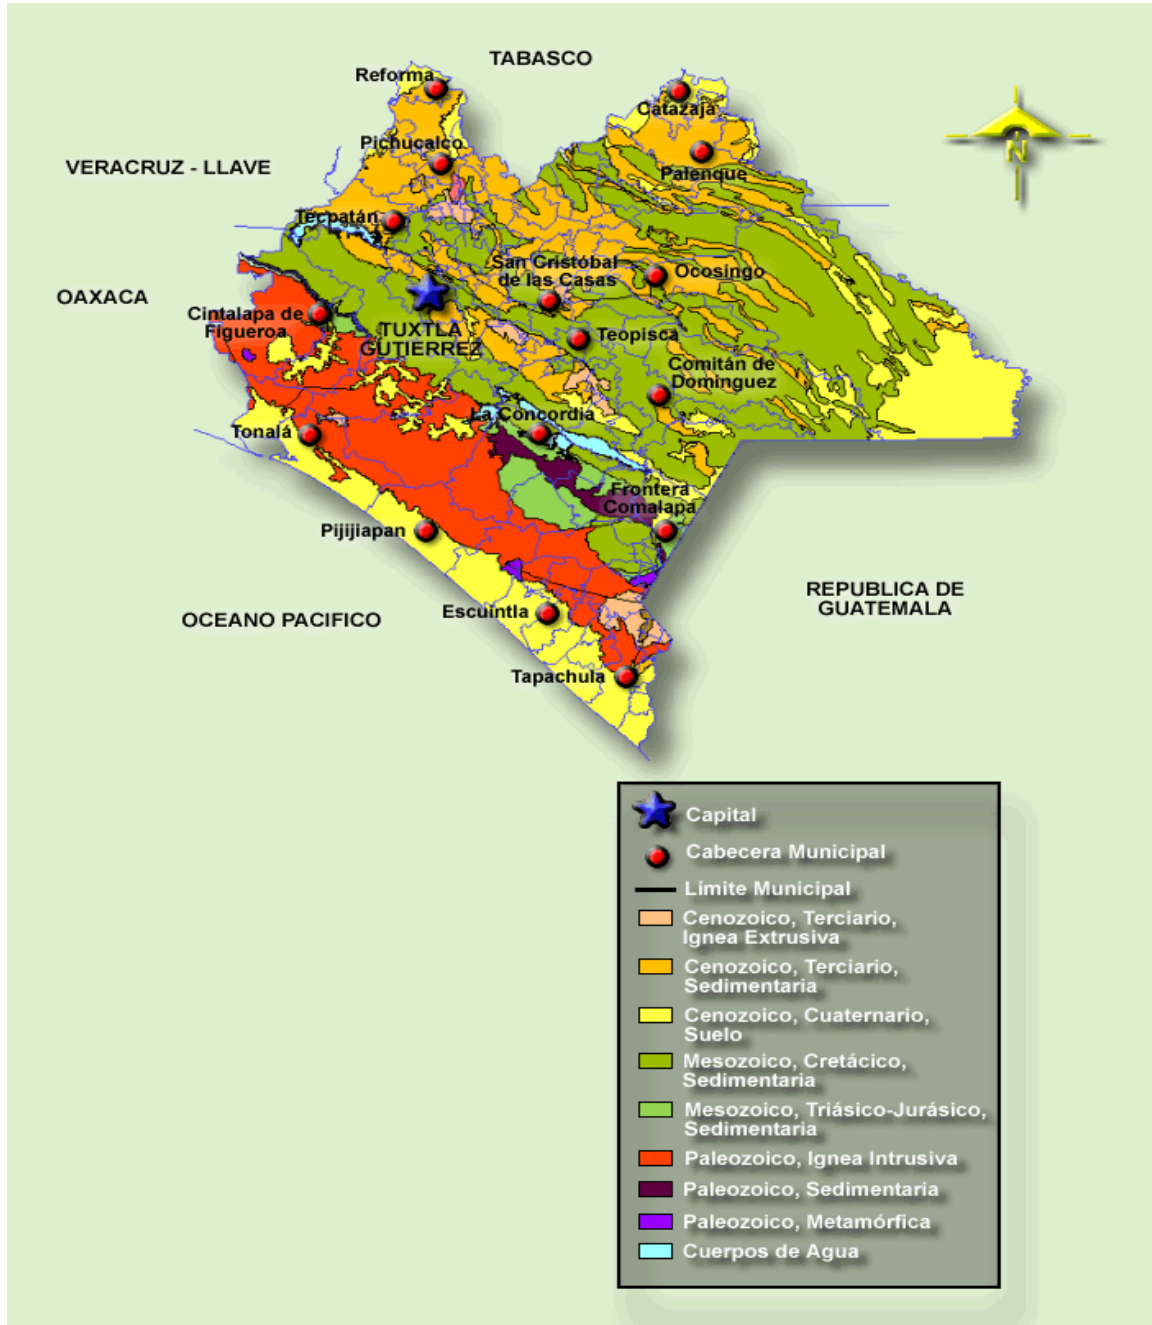 TABASCO
Reforma
Catazajá
Pichucalco
VERACRUZ - LLAVE
Palenque
N
Tecpatán
San Cristóbal
de las Casas
Ocosingo
OAXACA
Cintalapa de
Figueroa
TUXTLA
GUTIERREZ
Teopisca
Comitán de
Dominguez
La Concordia
Tonalá
Frontera
Comalapa
Pijijiapan
REPUBLICA DE
GUATEMALA
Escuintla
OCEANO PACIFICO
Tapachula
Capital
Cabecera Municipal
Límite Municipal
Cenozoico, Terciario,
Ignea Extrusiva
Cenozoico, Terciario,
Sedimentaria
Cenozoico, Cuaternario,
Suelo
Mesozoico, Cretácico,
Sedimentaria
Mesozoico, Triásico-Jurásico,
Sedimentaria
Paleozoico, Ignea Intrusiva
Paleozoico, Sedimentaria
Paleozoico, Metamórfica
Cuerpos de Agua